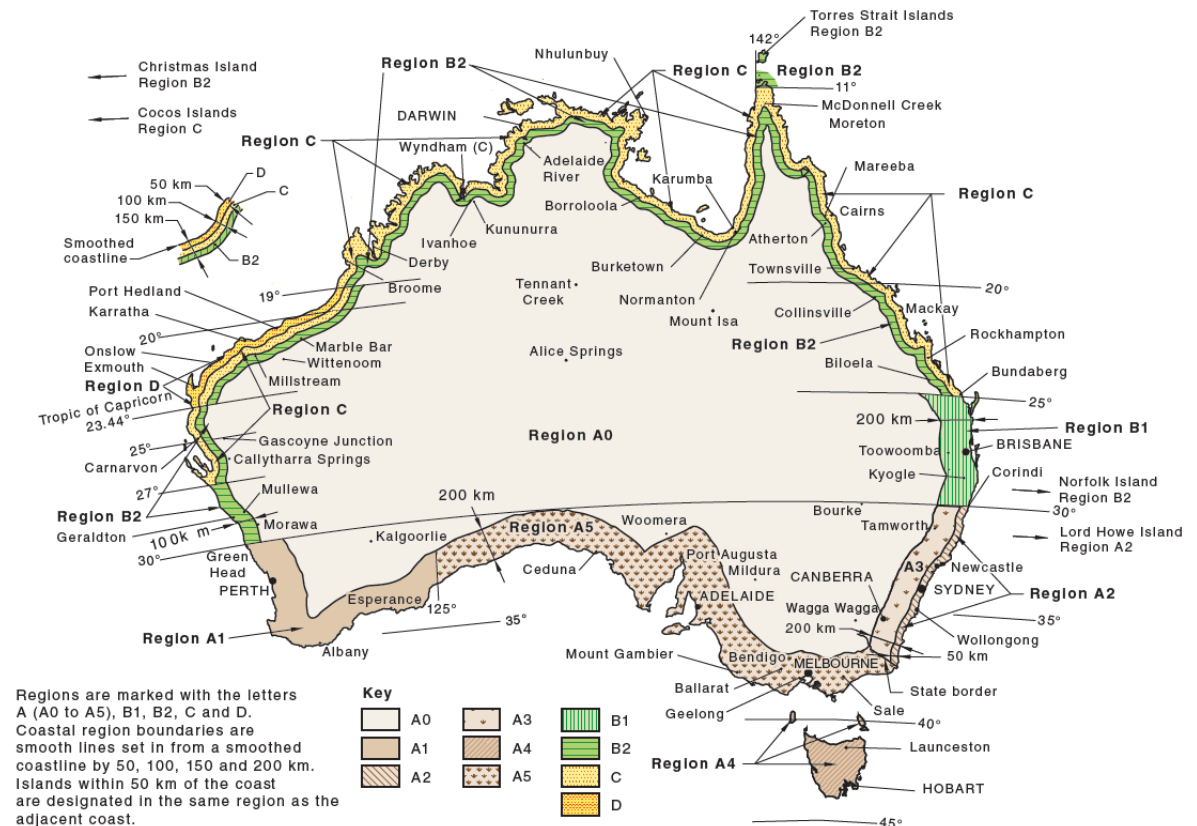 Torres Strait Islands
Region B2
142°
Nhulunbuy
Christmas Island
Region B2
Region B2
Region C
Region B2
11°
Cocos Islands
Region C
DARWIN
McDonnell Creek
Moreton
Region C
Wyndham (C)
Adelaide
River
Mareeba
D
50 km
C
100 km
150 km
Karumba
Region C
Borroloola
Cairns
Smoothed
coastline
B2
Ivanhoe
Kununurra
Atherton
Derby
Burketown
Townsville
Port Hedland
19°
Broome
Tennant
Creek
Normanton
20°
Karratha
Collinsville
Mackay
Mount Isa
20°
Onslow
Marble Bar
Region B2
Rockhampton
Exmouth
Wittenoom
Alice Springs
Biloela
Bundaberg
Region D
Millstream
Tropic of Capricorn
23.44°
Region C
25°
200 km
Region B1
Region A0
25°
Gascoyne Junction
Toowoomba
BRISBANE
Carnarvon
Callytharra Springs
Kyogle
Corindi
27°
Mullewa
200 km
Norfolk Island
Region B2
Region B2
Bourke
30°
Geraldton
100k m
Morawa
Region A5
Woomera
Tamworth
Lord Howe Island
Region A2
30°
Kalgoorlie
Green
Head
Port Augusta
Mildura
A3
Newcastle
Ceduna
PERTH
CANBERRA
SYDNEY
Region A2
Esperance
125°
ADELAIDE
Wagga Wagga
35°
35°
200 km
Wollongong
Region A1
Albany
Mount Gambier
Bendigo
MELBOURNE
50 km
Ballarat
State border
Geelong
Sale
40°
Launceston
Region A4
HOBART
45°
Regions are marked with the letters
A (A0 to A5), B1, B2, C and D.
Coastal region boundaries are
smooth lines set in from a smoothed
coastline by 50, 100, 150 and 200 km.
Islands within 50 km of the coast
are designated in the same region as the
adjacent coast.
Key
A0
A3
B1
A1
A4
B2
A2
A5
C
D